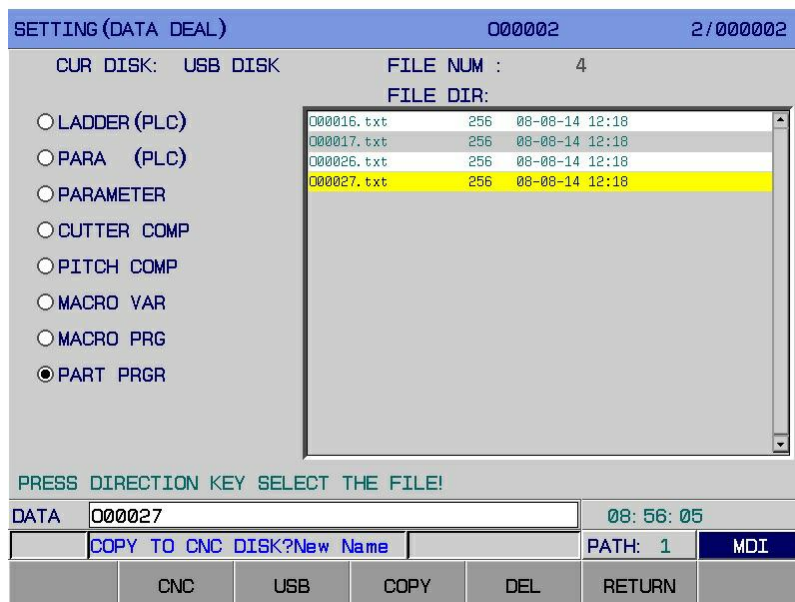 SETTING(DATA DEAL) O00002 2/000002
CUR DISK: USB DISK FILE NUM : 4
FILE DIR:
LADDER(PLC)
PARA (PLC)
PARAMETER
CUTTER COMP
PITCH COMP
MACRO VAR
MACRO PRG
PART PRGR
O00016.txt 256 08-08-14 12:18
O00017.txt 256 08-08-14 12:18
O00026.txt 256 08-08-14 12:18
O00027.txt 256 08-08-14 12:18
PRESS DIRECTION KEY SELECT THE FILE!
DATA O00027 08:56:05
COPY TO CNC DISK?New Name PATH: 1 MDI
CNC USB COPY DEL RETURN